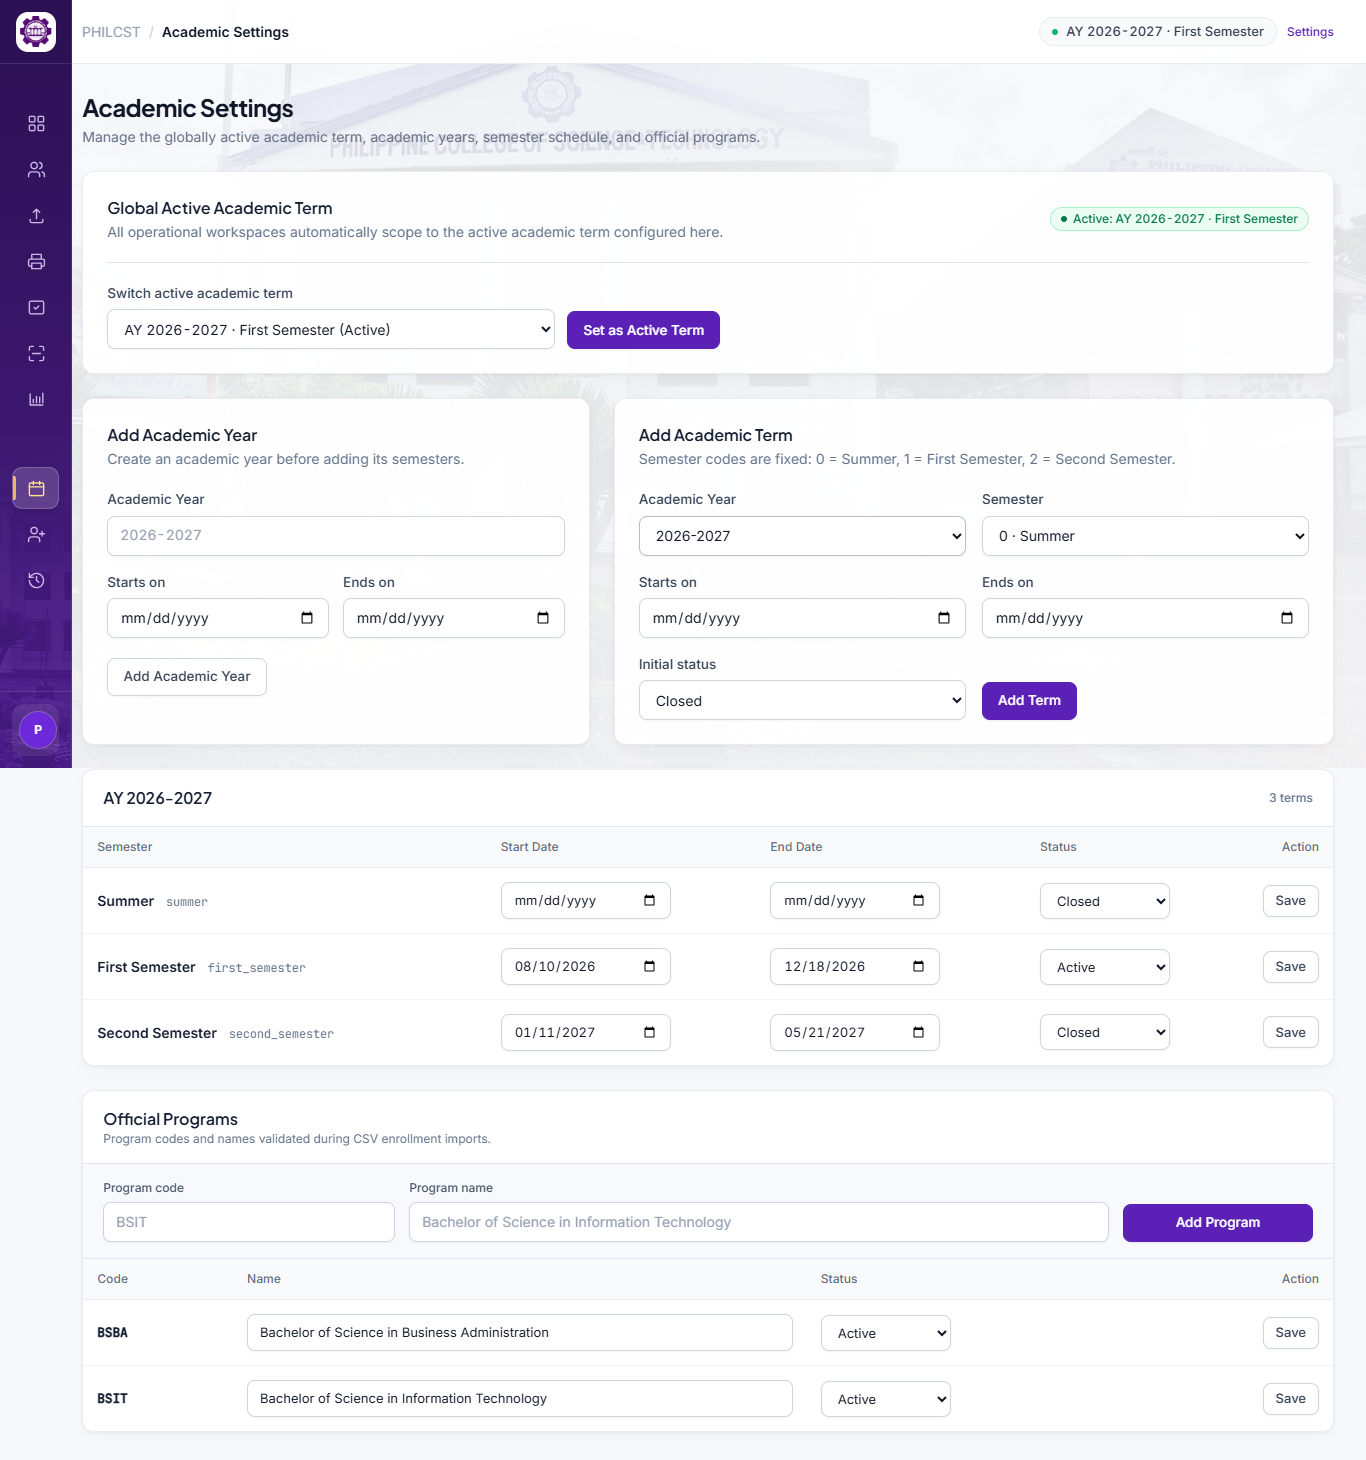 PHILCST / Academic Settings
AY 2026-2027 · First Semester
Settings
Academic Settings
Manage the globally active academic term, academic years, semester schedule, and official programs.
PHILIPPINE COLLEGE OF SCIENCE & TECHNOLOGY
Global Active Academic Term
All operational workspaces automatically scope to the active academic term configured here.
Active: AY 2026-2027 · First Semester
Switch active academic term
AY 2026-2027 · First Semester (Active)
Set as Active Term
Add Academic Year
Create an academic year before adding its semesters.
Academic Year
2026-2027
Starts on
Ends on
mm/dd/yyyy
mm/dd/yyyy
Add Academic Year
Add Academic Term
Semester codes are fixed: 0 = Summer, 1 = First Semester, 2 = Second Semester.
Academic Year
Semester
2026-2027
0 · Summer
Starts on
Ends on
mm/dd/yyyy
mm/dd/yyyy
Initial status
Closed
Add Term
P
AY 2026-2027
3 terms
Semester Start Date End Date Status Action
Summer summer mm/dd/yyyy mm/dd/yyyy Closed Save
First Semester first_semester 08/10/2026 12/18/2026 Active Save
Second Semester second_semester 01/11/2027 05/21/2027 Closed Save
Official Programs
Program codes and names validated during CSV enrollment imports.
Program code
Program name
BSIT
Bachelor of Science in Information Technology
Add Program
Code Name Status Action
BSBA Bachelor of Science in Business Administration Active Save
BSIT Bachelor of Science in Information Technology Active Save